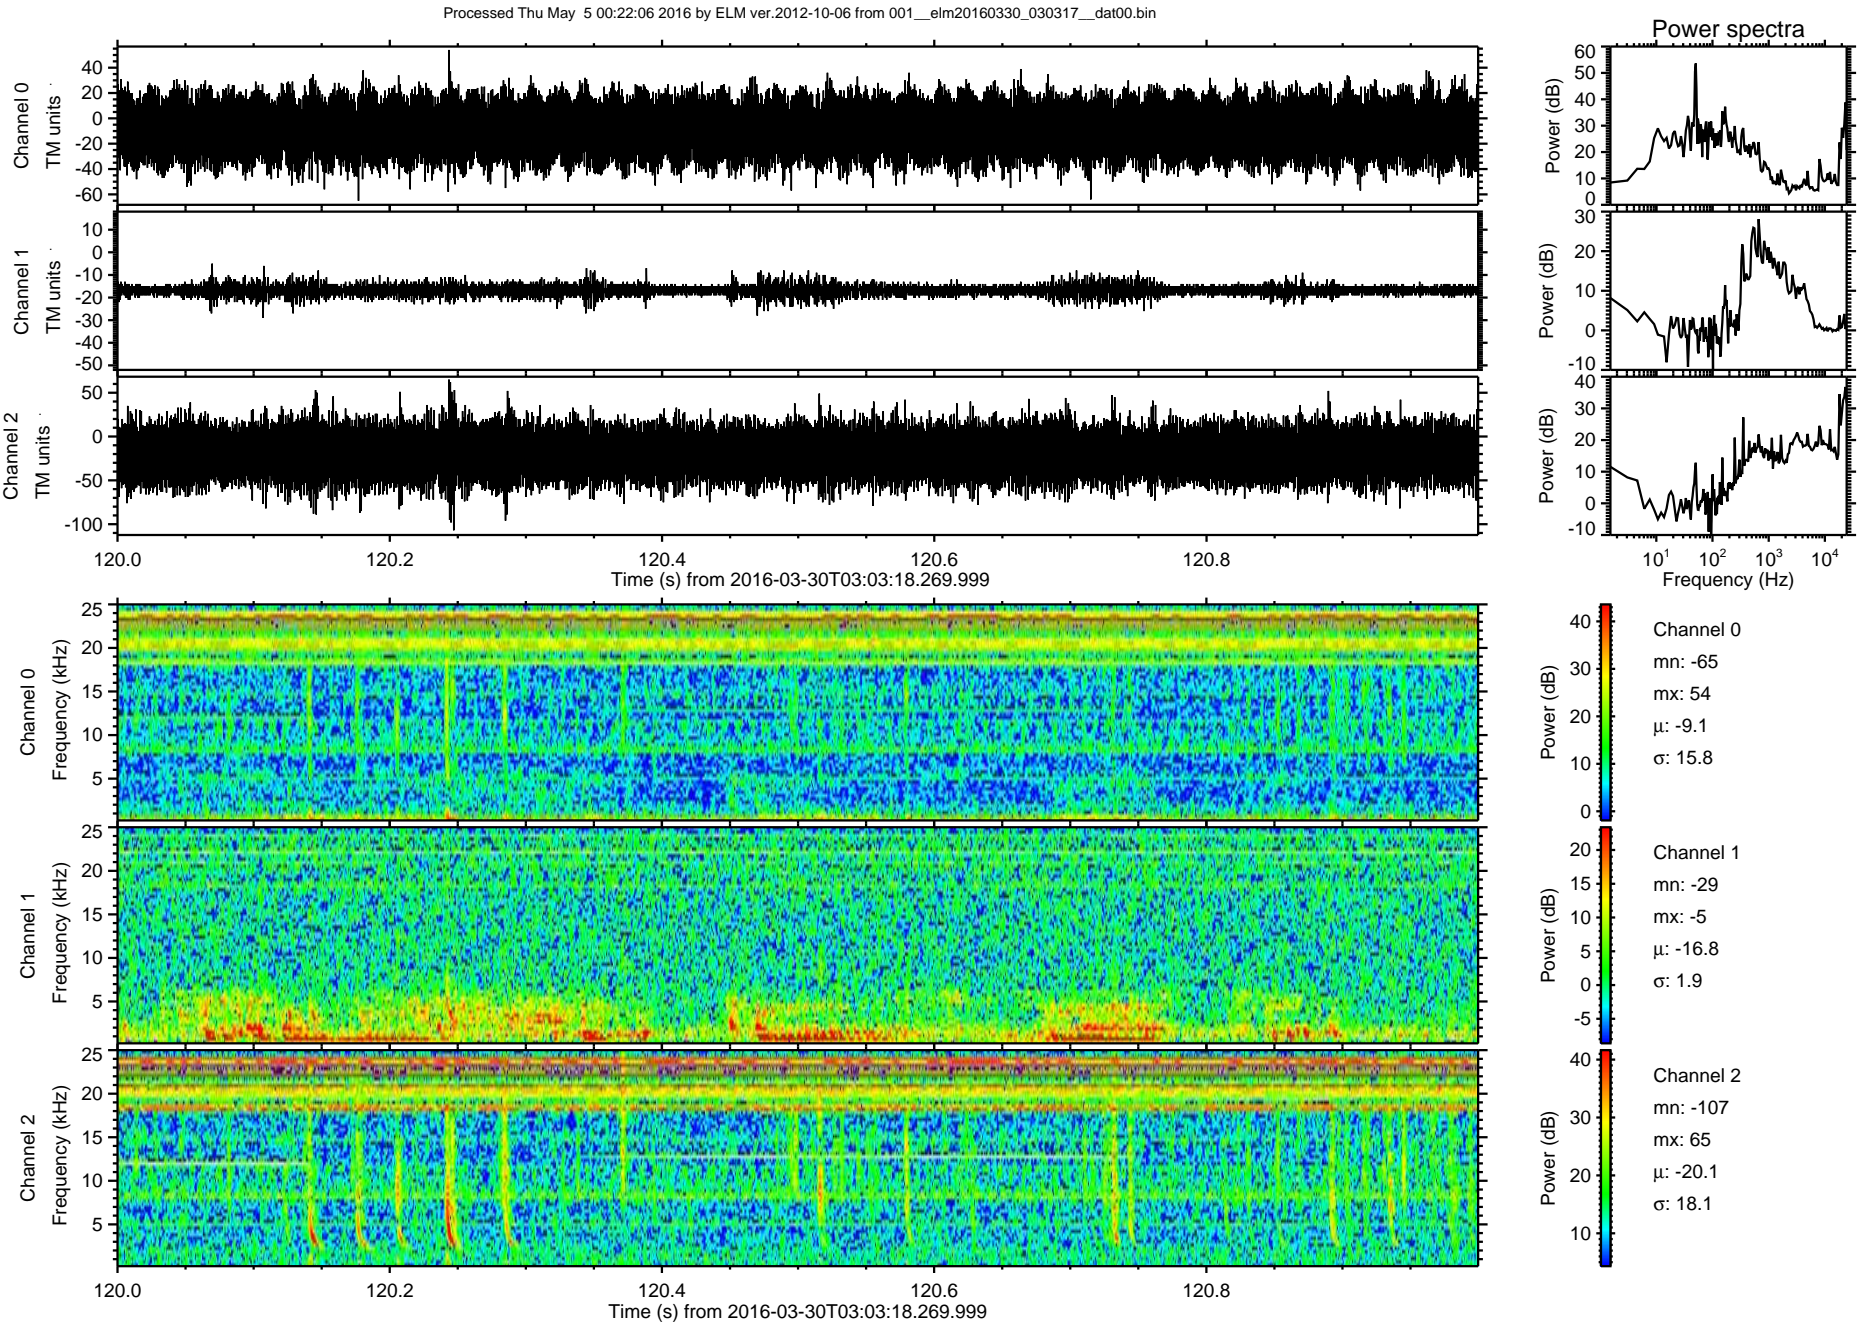 Processed Thu May  5 00:22:06 2016 by ELM ver.2012-10-06 from 001__elm20160330_030317__dat00.bin
Power spectra
Channel 0
TM units
40
20
0
-20
-40
-60
Power (dB)
60
50
40
30
20
10
0
Channel 1
TM units
10
0
-10
-20
-30
-40
-50
Power (dB)
30
20
10
0
-10
Channel 2
TM units
50
0
-50
-100
Power (dB)
40
30
20
10
0
-10
120.0 120.2 120.4 120.6 120.8
Time (s) from 2016-03-30T03:03:18.269.999
10¹ 10² 10³ 10⁴
Frequency (Hz)
Channel 0
Frequency (kHz)
25
20
15
10
5
Power (dB)
40
30
20
10
0
Channel 0
mn: -65
mx: 54
μ: -9.1
σ: 15.8
Channel 1
Frequency (kHz)
25
20
15
10
5
Power (dB)
20
15
10
5
0
-5
Channel 1
mn: -29
mx: -5
μ: -16.8
σ: 1.9
Channel 2
Frequency (kHz)
25
20
15
10
5
Power (dB)
40
30
20
10
Channel 2
mn: -107
mx: 65
μ: -20.1
σ: 18.1
120.0 120.2 120.4 120.6 120.8
Time (s) from 2016-03-30T03:03:18.269.999